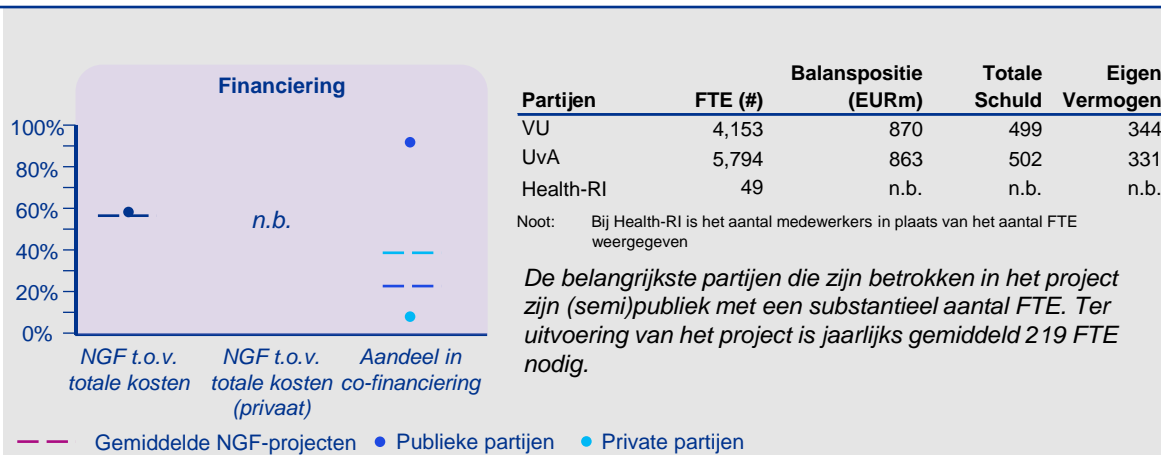 Financiering
100%
80%
60%
40%
20%
0%
n.b.
NGF t.o.v. totale kosten
NGF t.o.v. totale kosten (privaat)
Aandeel in co-financiering
Gemiddelde NGF-projecten
Publieke partijen
Private partijen
Balanspositie Totale Eigen
Partijen FTE (#) (EURm) Schuld Vermogen
VU 4,153 870 499 344
UvA 5,794 863 502 331
Health-RI 49 n.b. n.b. n.b.
Noot: Bij Health-RI is het aantal medewerkers in plaats van het aantal FTE
weergegeven
De belangrijkste partijen die zijn betrokken in het project
zijn (semi)publiek met een substantieel aantal FTE. Ter
uitvoering van het project is jaarlijks gemiddeld 219 FTE
nodig.